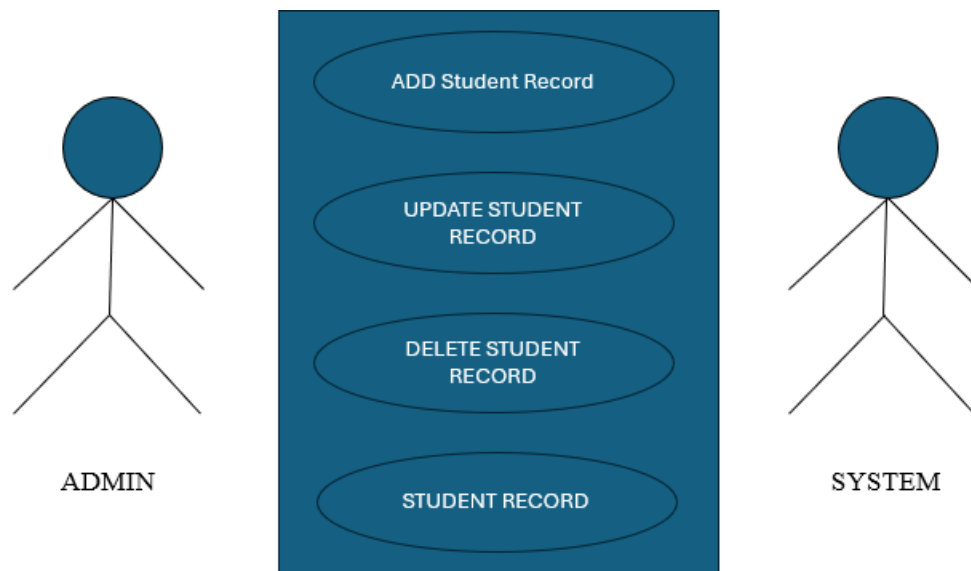 ADD Student Record
UPDATE STUDENT
RECORD
DELETE STUDENT
RECORD
ADMIN
SYSTEM
STUDENT RECORD